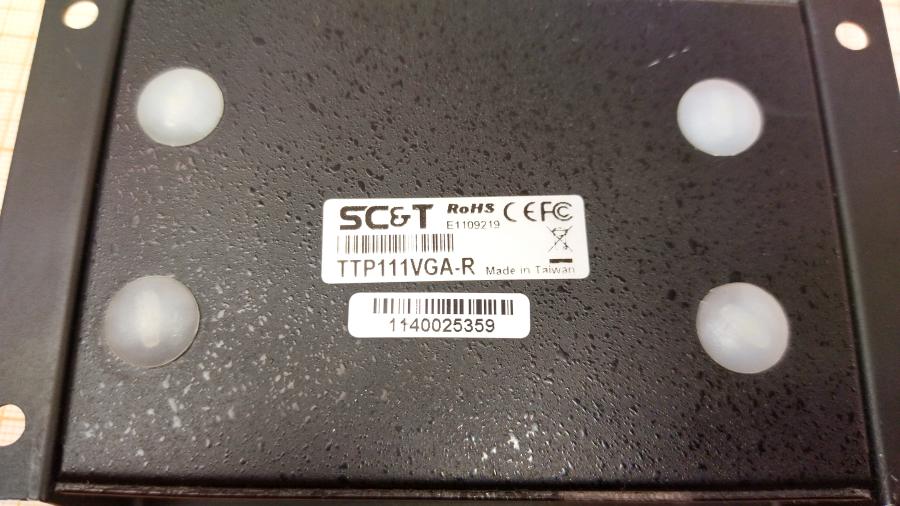 SC&T RoHS CE FC
E1109219
TTP111VGA-R Made in Taiwan
1140025359